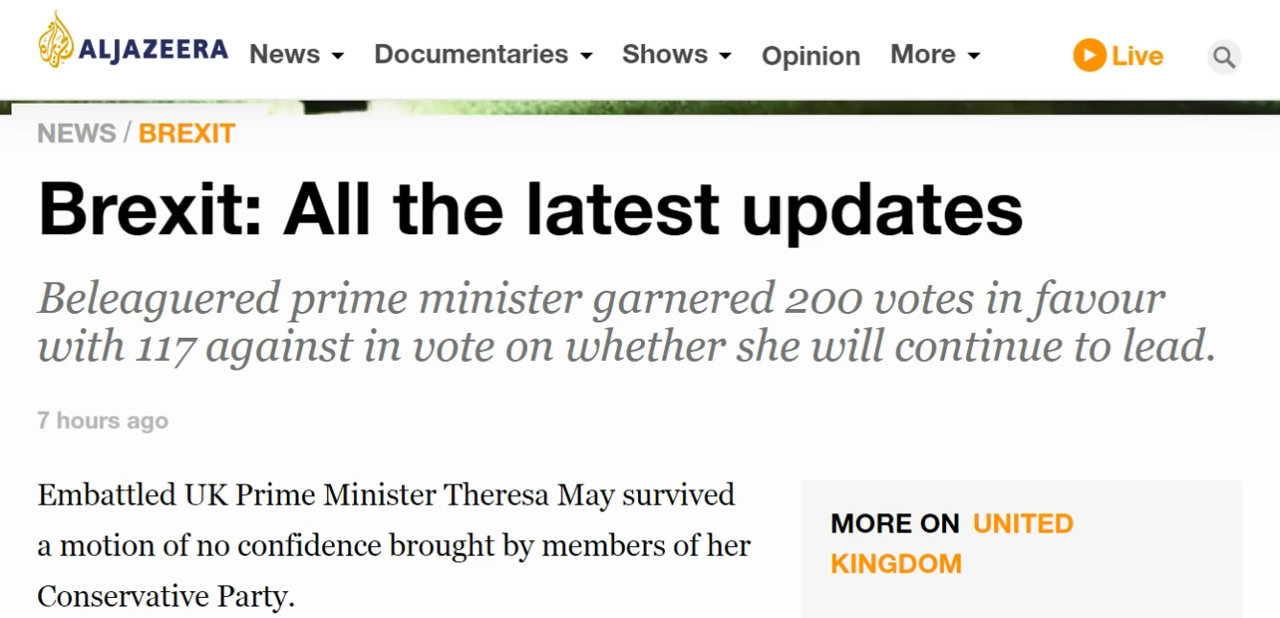 ALJAZEERA News Documentaries Shows Opinion More Live
NEWS / BREXIT
Brexit: All the latest updates
Beleaguered prime minister garnered 200 votes in favour
with 117 against in vote on whether she will continue to lead.
7 hours ago
Embattled UK Prime Minister Theresa May survived
a motion of no confidence brought by members of her
Conservative Party.
MORE ON UNITED
KINGDOM